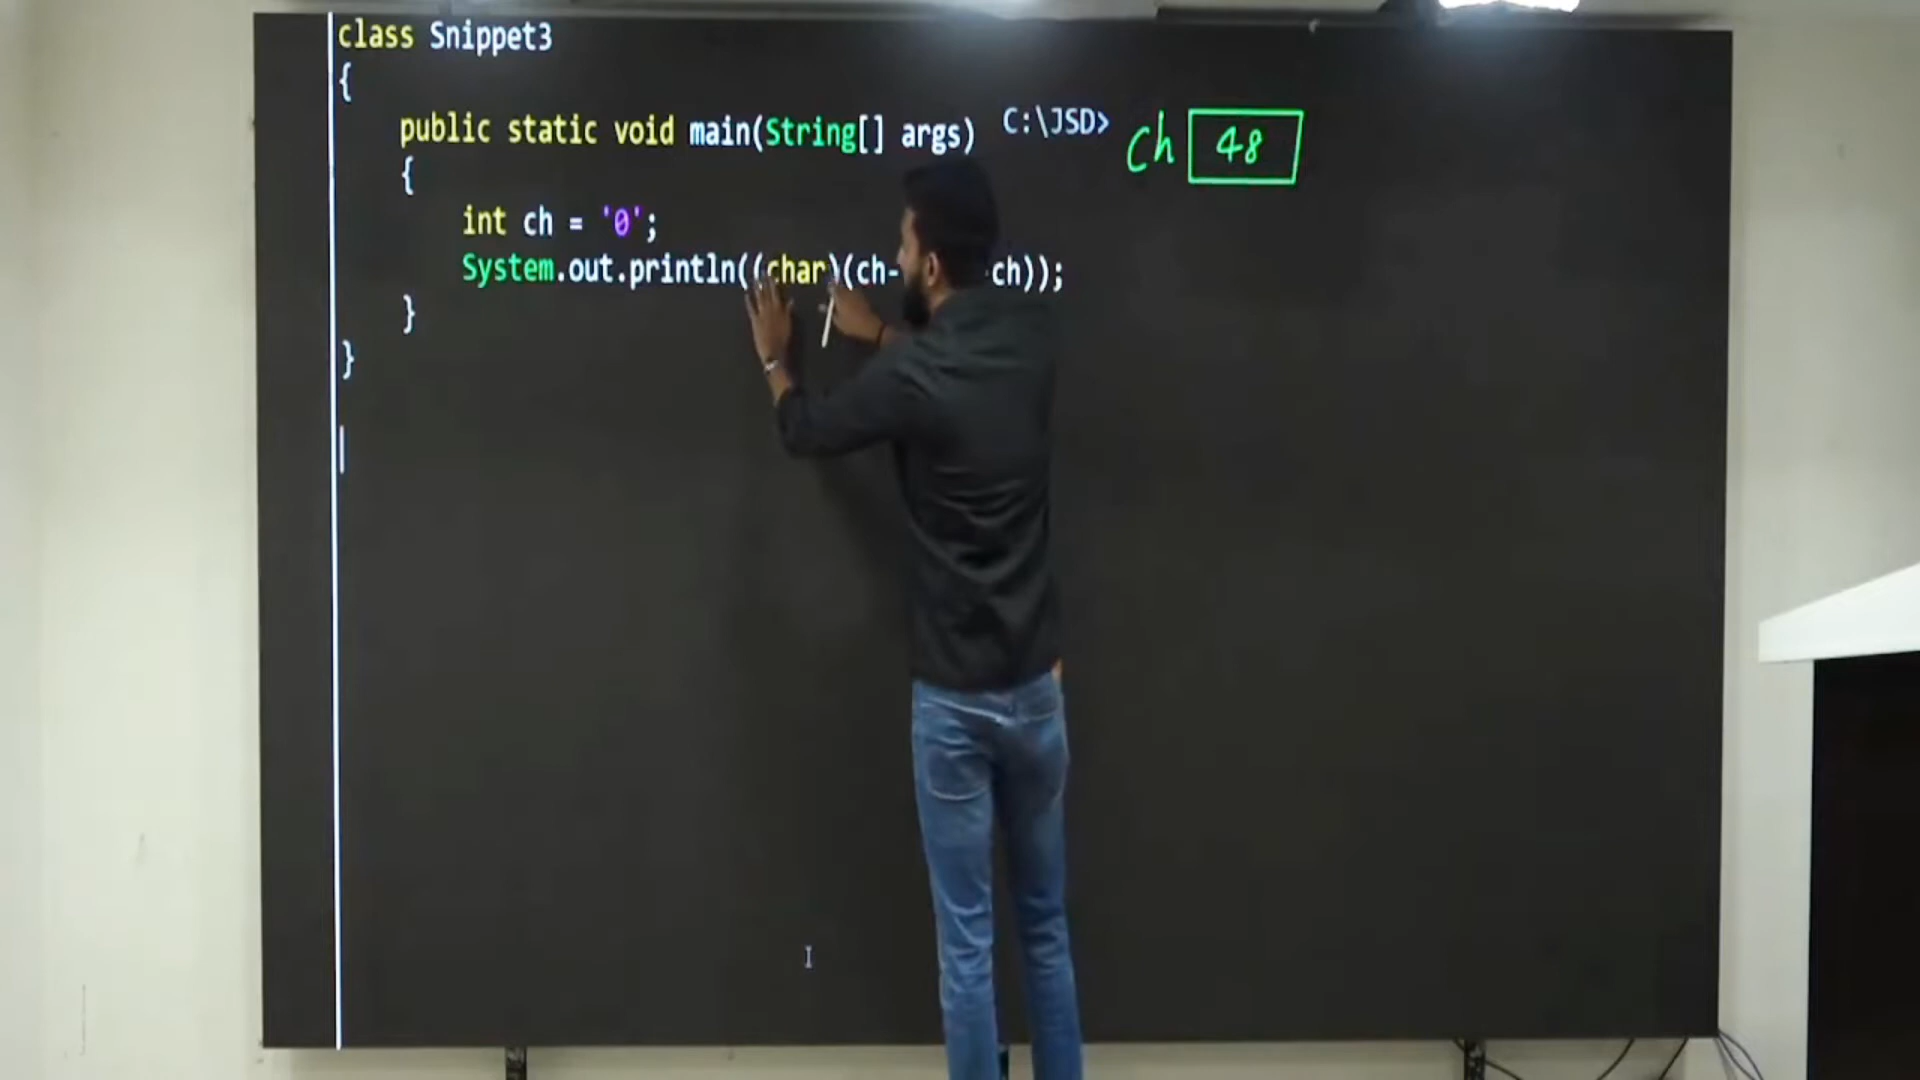 class Snippet3
{
public static void main(String[] args)
{
int ch = '0';
System.out.println((char)(ch- ch));
}
}
C:\JSD>
ch 48